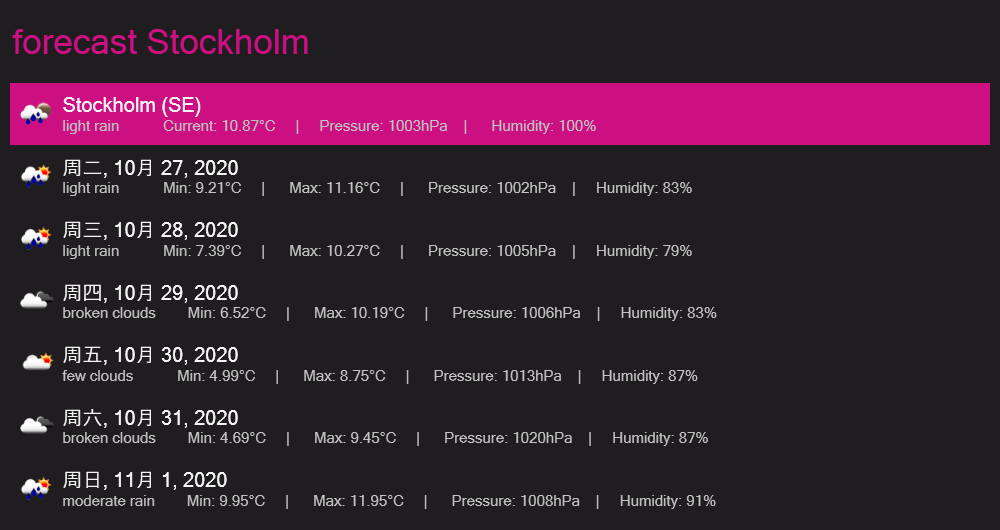 forecast Stockholm
Stockholm (SE)
light rain Current: 10.87°C | Pressure: 1003hPa | Humidity: 100%
周二, 10月 27, 2020
light rain Min: 9.21°C | Max: 11.16°C | Pressure: 1002hPa | Humidity: 83%
周三, 10月 28, 2020
light rain Min: 7.39°C | Max: 10.27°C | Pressure: 1005hPa | Humidity: 79%
周四, 10月 29, 2020
broken clouds Min: 6.52°C | Max: 10.19°C | Pressure: 1006hPa | Humidity: 83%
周五, 10月 30, 2020
few clouds Min: 4.99°C | Max: 8.75°C | Pressure: 1013hPa | Humidity: 87%
周六, 10月 31, 2020
broken clouds Min: 4.69°C | Max: 9.45°C | Pressure: 1020hPa | Humidity: 87%
周日, 11月 1, 2020
moderate rain Min: 9.95°C | Max: 11.95°C | Pressure: 1008hPa | Humidity: 91%